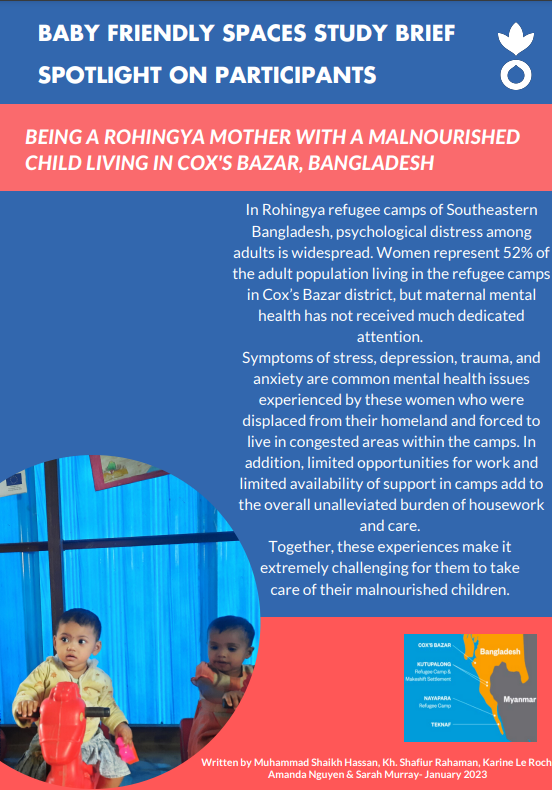 BABY FRIENDLY SPACES STUDY BRIEF
SPOTLIGHT ON PARTICIPANTS
BEING A ROHINGYA MOTHER WITH A MALNOURISHED
CHILD LIVING IN COX'S BAZAR, BANGLADESH
In Rohingya refugee camps of Southeastern
Bangladesh, psychological distress among
adults is widespread. Women represent 52% of
the adult population living in the refugee camps
in Cox's Bazar district, but maternal mental
health has not received much dedicated
attention.
Symptoms of stress, depression, trauma, and
anxiety are common mental health issues
experienced by these women who were
displaced from their homeland and forced to
live in congested areas within the camps. In
addition, limited opportunities for work and
limited availability of support in camps add to
the overall unalleviated burden of housework
and care.
Together, these experiences make it
extremely challenging for them to take
care of their malnourished children.
COX'S BAZAR
Bangladesh
KUTUPALONG
Refugee Camp &
Makeshift Settlement
Myanmar
NAYAPARA
Refugee Camp
TEKNAF
Written by Muhammad Shaikh Hassan, Kh. Shafiur Rahaman, Karine Le Roch
Amanda Nguyen & Sarah Murray- January 2023